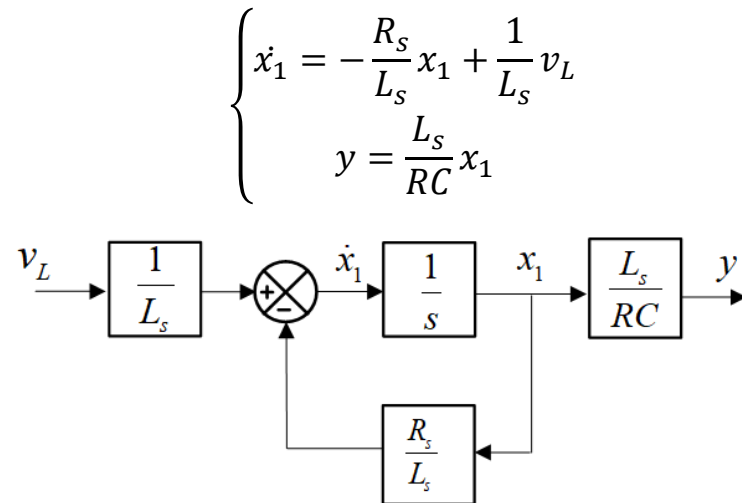 ẋ₁ = −(R_s/L_s) x₁ + (1/L_s) v_L
y = (L_s/RC) x₁
v_L 1/L_s + − ẋ₁ 1/s x₁ L_s/RC y
R_s/L_s